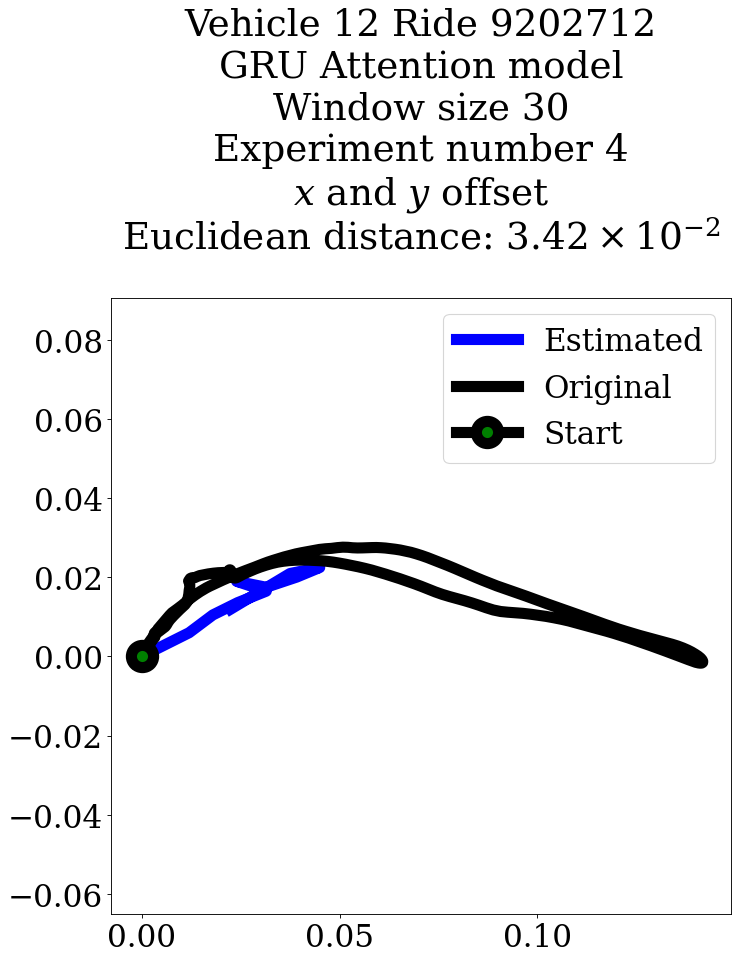 Vehicle 12 Ride 9202712
GRU Attention model
Window size 30
Experiment number 4
x and y offset
Euclidean distance: 3.42 × 10⁻²
Estimated
Original
Start
0.08
0.06
0.04
0.02
0.00
−0.02
−0.04
−0.06
0.00 0.05 0.10